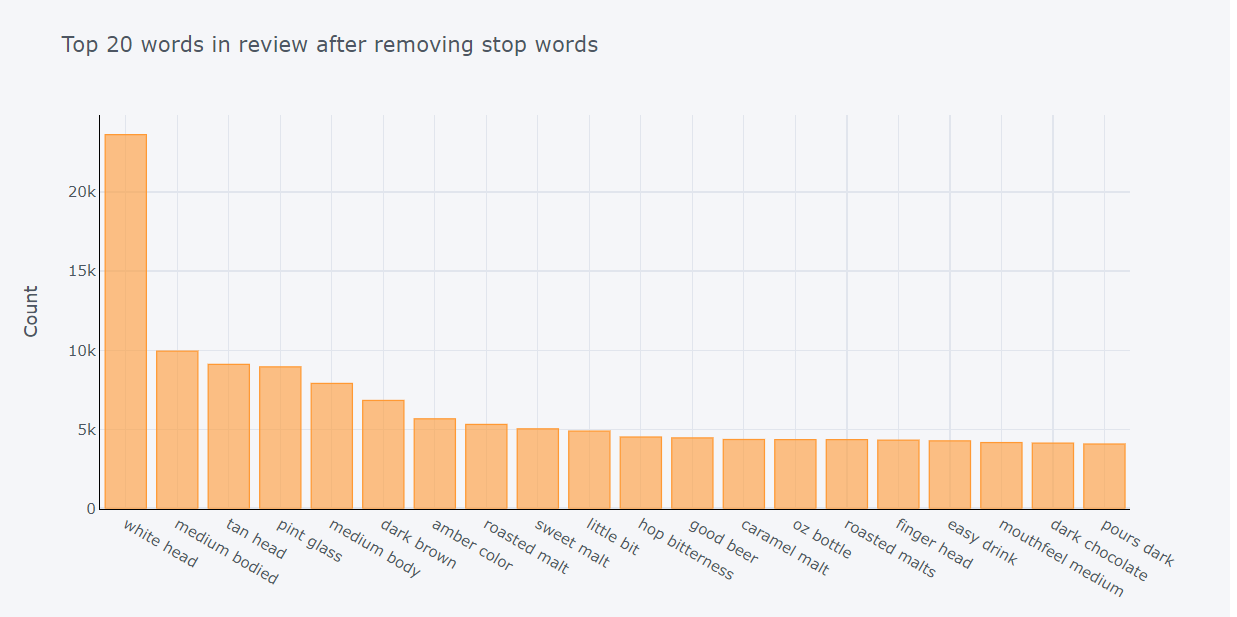 Top 20 words in review after removing stop words
Count
20k
15k
10k
5k
0
white head
medium bodied
tan head
pint glass
medium body
dark brown
amber color
roasted malt
sweet malt
little bit
hop bitterness
good beer
caramel malt
oz bottle
roasted malts
finger head
easy drink
mouthfeel medium
dark chocolate
pours dark